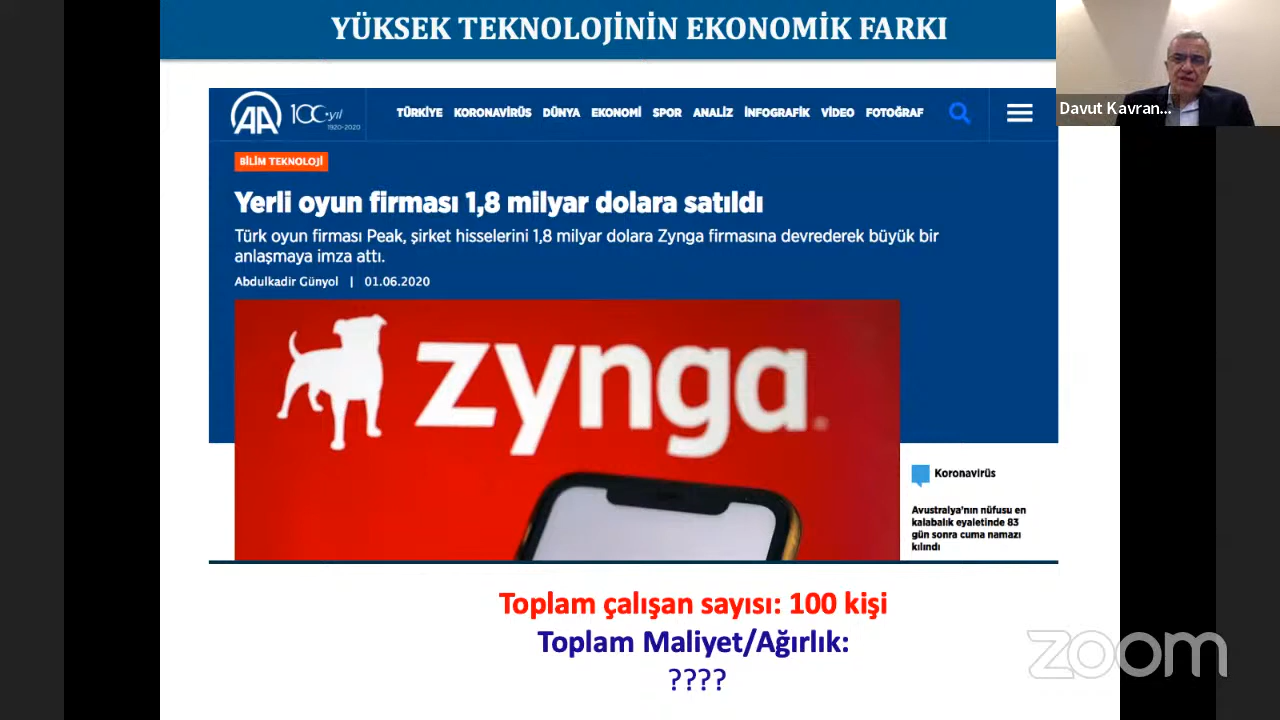 YÜKSEK TEKNOLOJİNİN EKONOMİK FARKI
Davut Kavran...
AA 100.yıl
1920-2020
TÜRKİYE KORONAVİRÜS DÜNYA EKONOMİ SPOR ANALİZ İNFOGRAFİK VİDEO FOTOĞRAF
BİLİM TEKNOLOJİ
Yerli oyun firması 1,8 milyar dolara satıldı
Türk oyun firması Peak, şirket hisselerini 1,8 milyar dolara Zynga firmasına devrederek büyük bir
anlaşmaya imza attı.
Abdulkadir Günyol | 01.06.2020
zynga
Koronavirüs
Avustralya'nın nüfusu en
kalabalık eyaletinde 83
gün sonra cuma namazı
kılındı
Toplam çalışan sayısı: 100 kişi
Toplam Maliyet/Ağırlık:
????
zoom